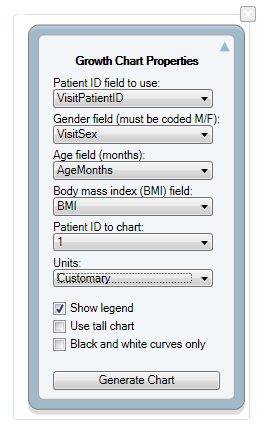 Growth Chart Properties
Patient ID field to use:
VisitPatientID
Gender field (must be coded M/F):
VisitSex
Age field (months):
AgeMonths
Body mass index (BMI) field:
BMI
Patient ID to chart:
1
Units:
Customary
Show legend
Use tall chart
Black and white curves only
Generate Chart